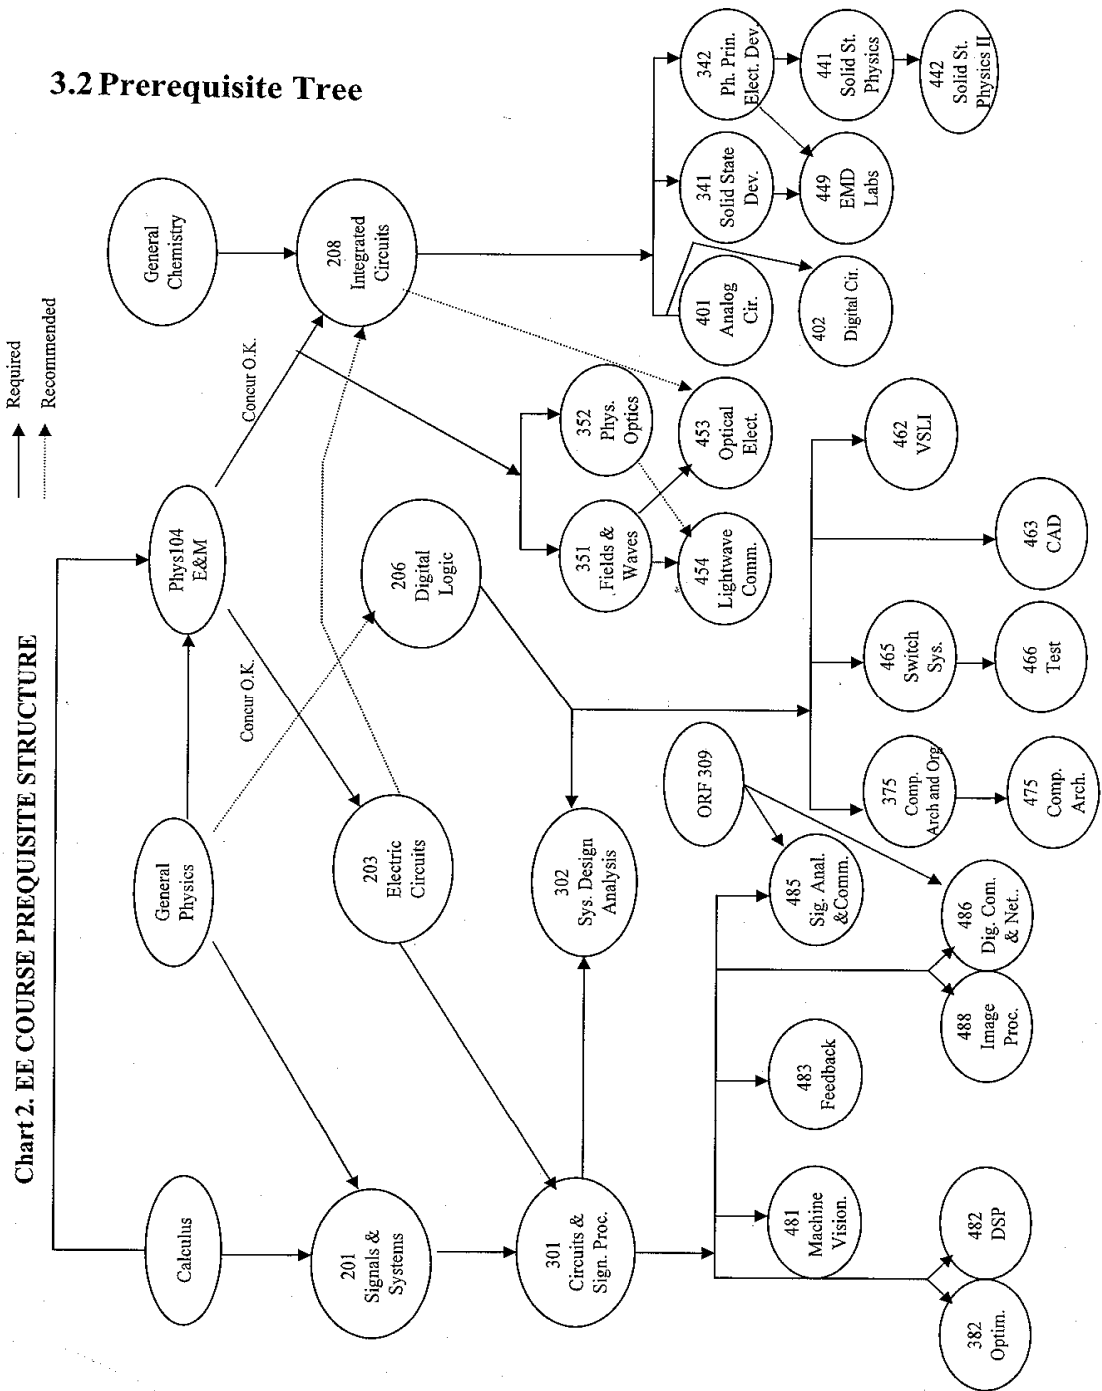 3.2 Prerequisite Tree
Chart 2. EE COURSE PREQUISITE STRUCTURE
Required
Recommended
Calculus
General
Physics
Phys104
E&M
General
Chemistry
Concur O.K.
Concur O.K.
201
Signals &
Systems
203
Electric
Circuits
206
Digital
Logic
208
Integrated
Circuits
301
Circuits &
Sign. Proc.
302
Sys. Design
Analysis
351
Fields &
Waves
352
Phys.
Optics
454
Lightwave
Comm.
453
Optical
Elect.
401
Analog
Cir.
341
Solid State
Dev.
342
Ph. Prin.
Elect. Dev.
402
Digital Cir.
449
EMD
Labs
441
Solid St.
Physics
442
Solid St.
Physics II
ORF 309
481
Machine
Vision.
483
Feedback
485
Sig. Anal.
&Comm.
375
Comp.
Arch and Org
465
Switch
Sys.
462
VSLI
382
Optim.
482
DSP
488
Image
Proc.
486
Dig. Com.
& Net..
475
Comp.
Arch.
466
Test
463
CAD